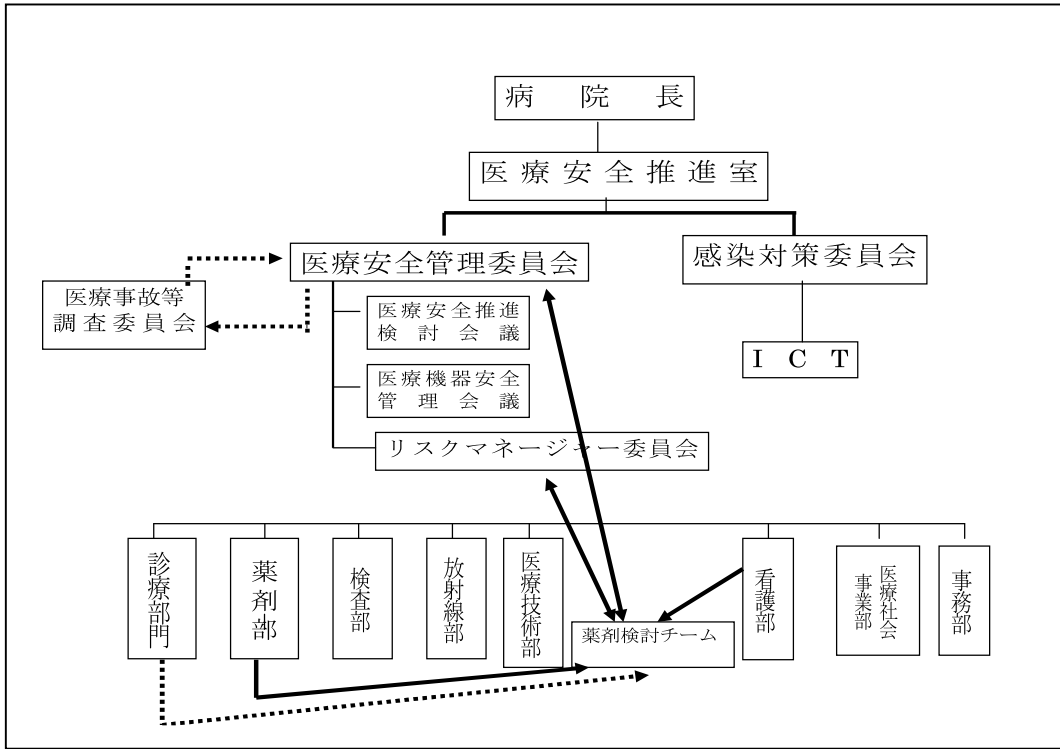 病院長
医療安全推進室
医療安全管理委員会
感染対策委員会
医療事故等
調査委員会
医療安全推進
検討会議
医療機器安全
管理会議
ICT
リスクマネージャー委員会
診療部門
薬剤部
検査部
放射線部
医療技術部
薬剤検討チーム
看護部
医療社会
事業部
事務部